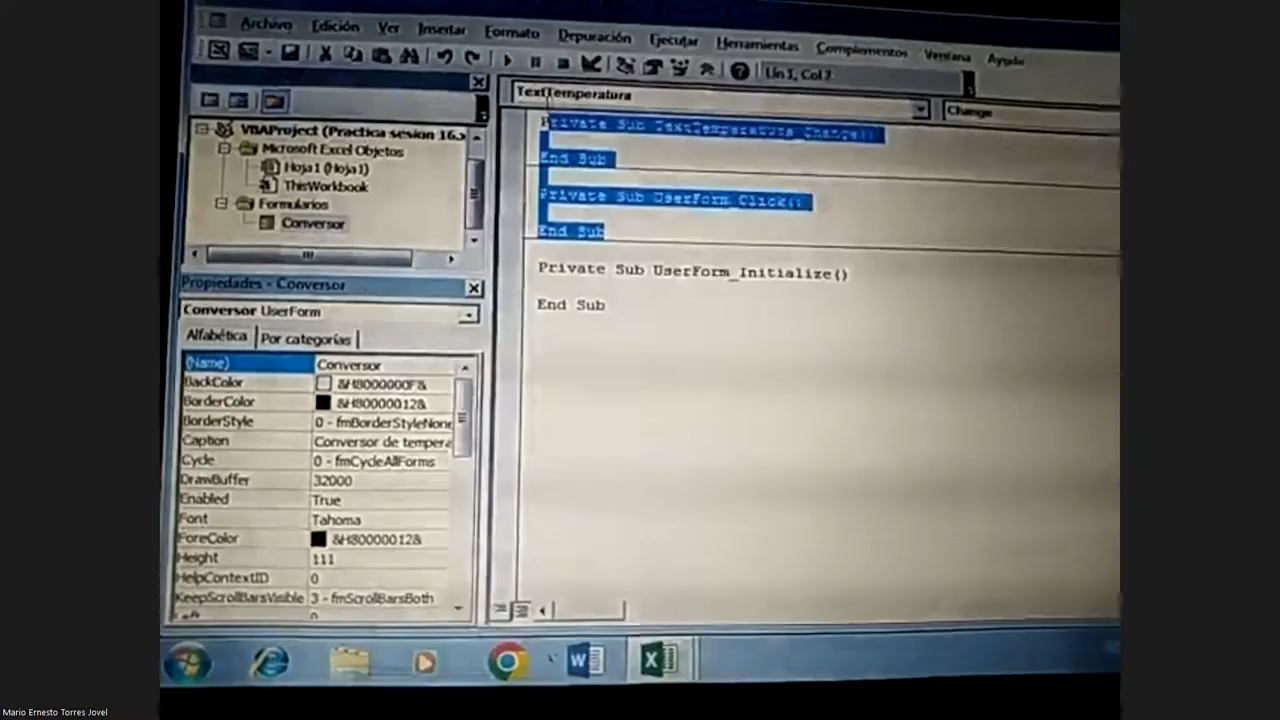 Archivo Edición Ver Insertar Formato Depuración Ejecutar Herramientas Complementos Ventana Ayuda
Lín 1, Col 2
TextTemperatura
Change
VBAProject (Practica sesion 16.x
Microsoft Excel Objetos
Hoja1 (Hoja1)
ThisWorkbook
Formularios
Conversor
Propiedades - Conversor
Conversor UserForm
Alfabética Por categorías
(Name) Conversor
BackColor &H8000000F&
BorderColor &H80000012&
BorderStyle 0 - fmBorderStyleNone
Caption Conversor de tempera
Cycle 0 - fmCycleAllForms
DrawBuffer 32000
Enabled True
Font Tahoma
ForeColor &H80000012&
Height 111
HelpContextID 0
KeepScrollBarsVisible 3 - fmScrollBarsBoth
Private Sub TextTemperatura_Change()
End Sub
Private Sub UserForm_Click()
End Sub
Private Sub UserForm_Initialize()
End Sub
Mario Ernesto Torres Jovel